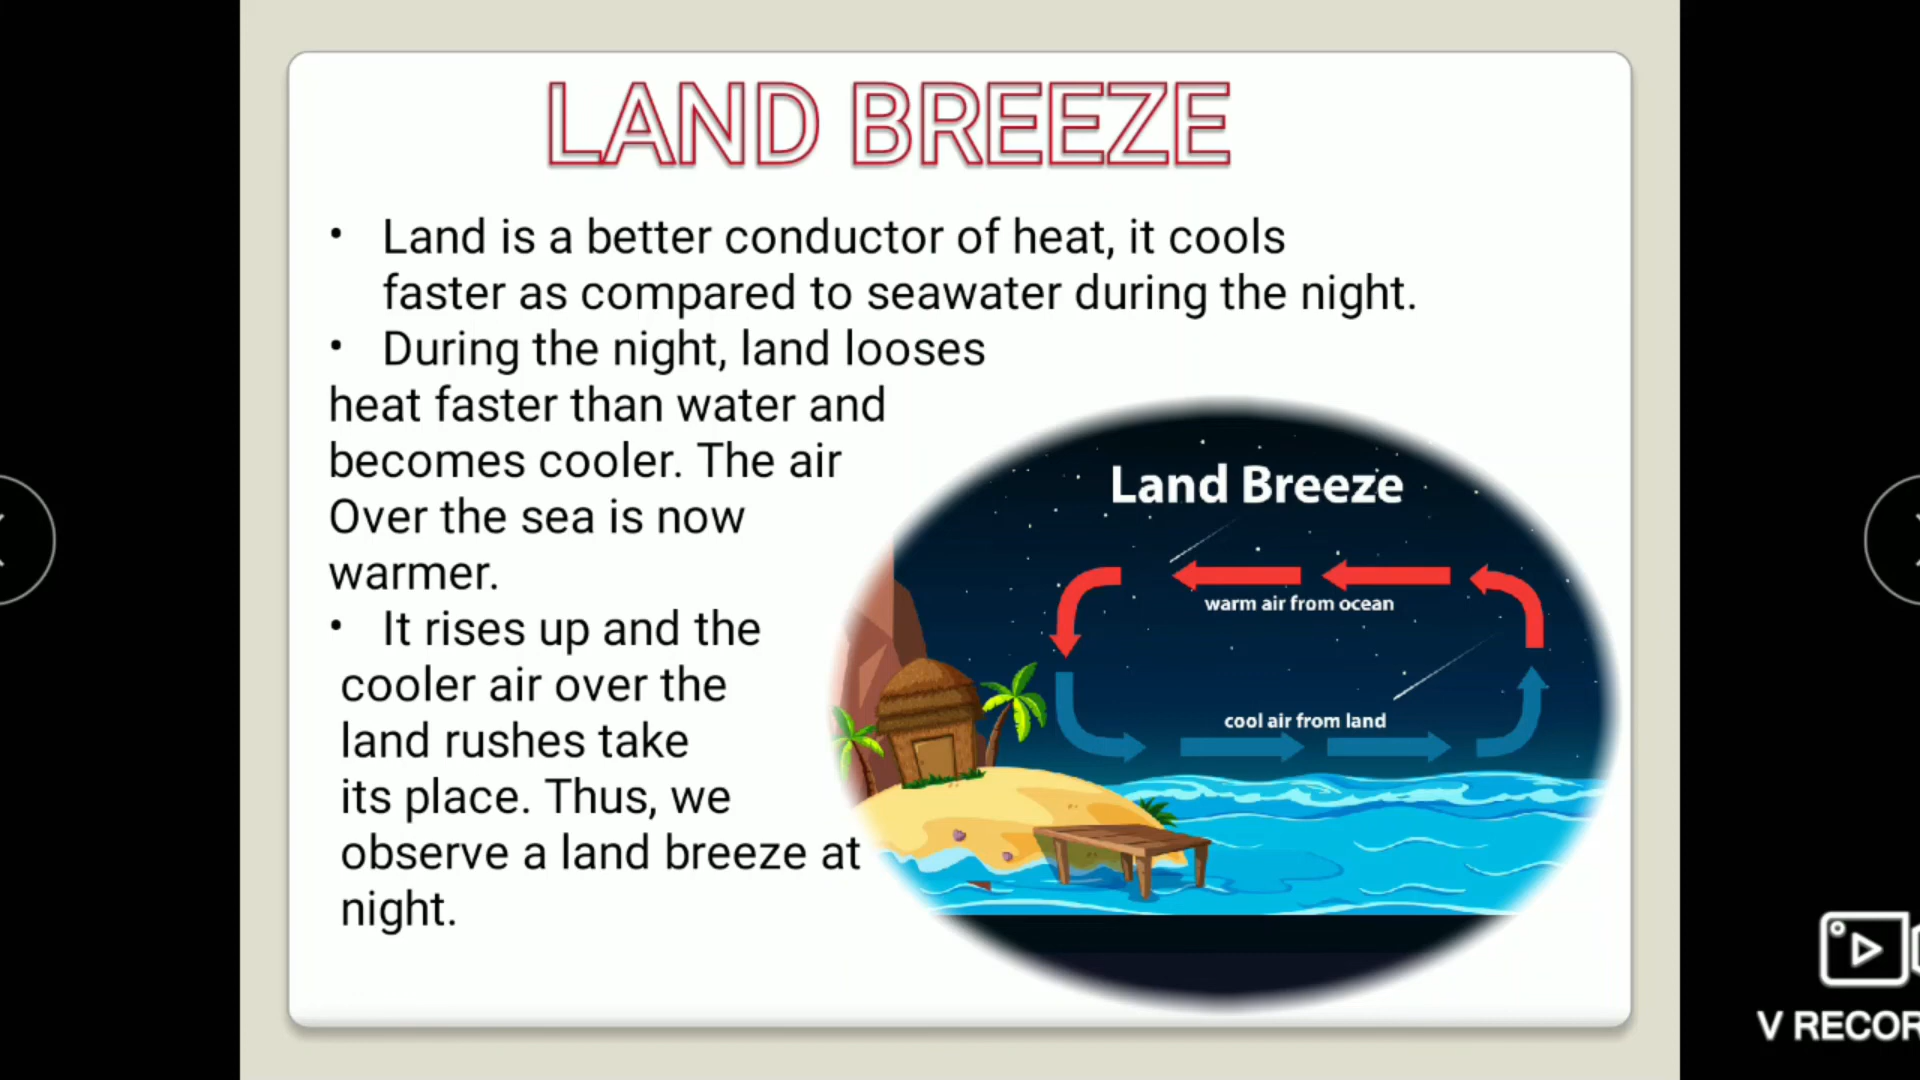 LAND BREEZE
• Land is a better conductor of heat, it cools
faster as compared to seawater during the night.
• During the night, land looses
heat faster than water and
becomes cooler. The air
Over the sea is now
warmer.
• It rises up and the
cooler air over the
land rushes take
its place. Thus, we
observe a land breeze at
night.
Land Breeze
warm air from ocean
cool air from land
V RECOR